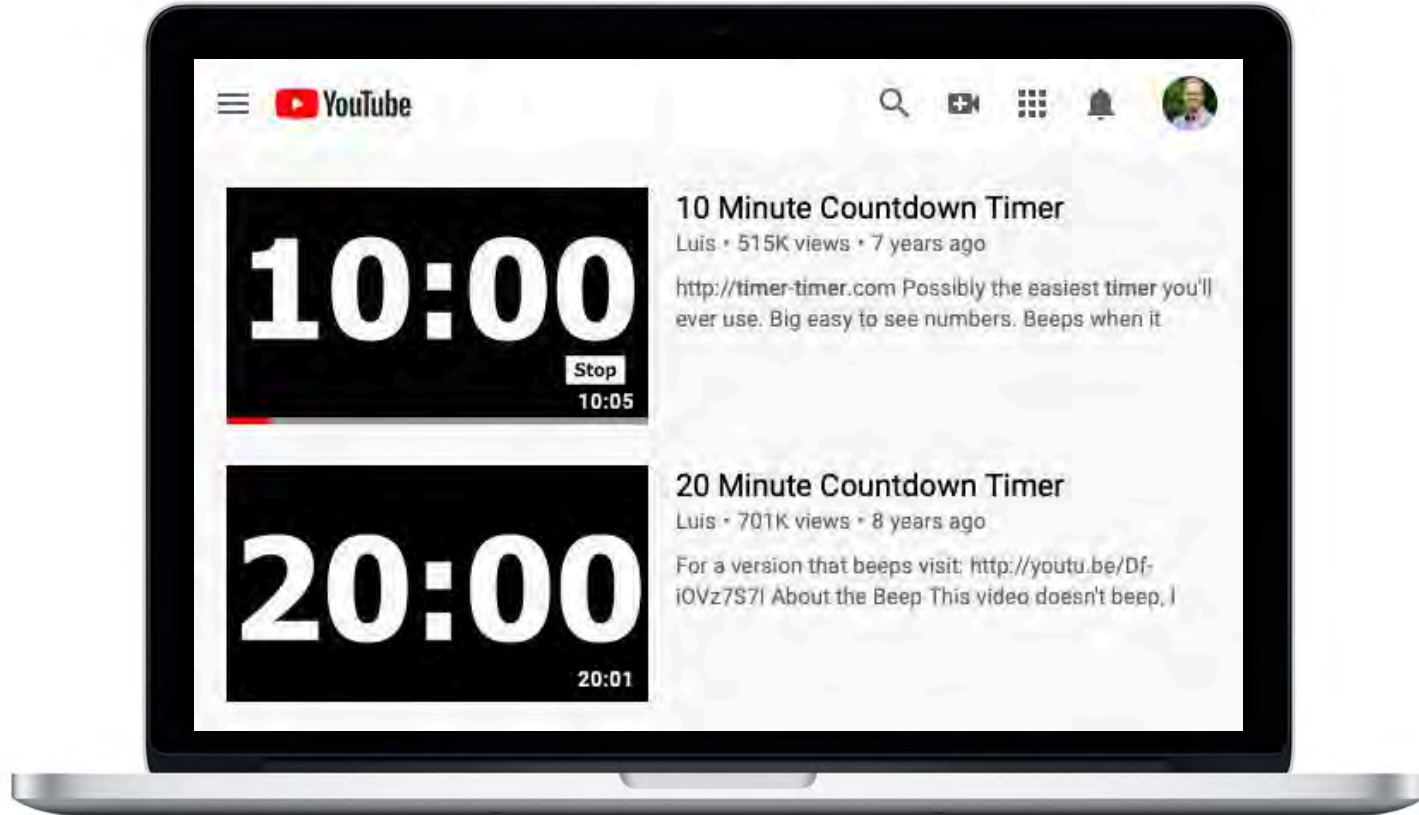 YouTube
10:00
Stop
10:05
10 Minute Countdown Timer
Luis • 515K views • 7 years ago
http://timer-timer.com Possibly the easiest timer you'll
ever use. Big easy to see numbers. Beeps when it
20:00
20:01
20 Minute Countdown Timer
Luis • 701K views • 8 years ago
For a version that beeps visit: http://youtu.be/Df-
iOVz7S7I About the Beep This video doesn't beep, I